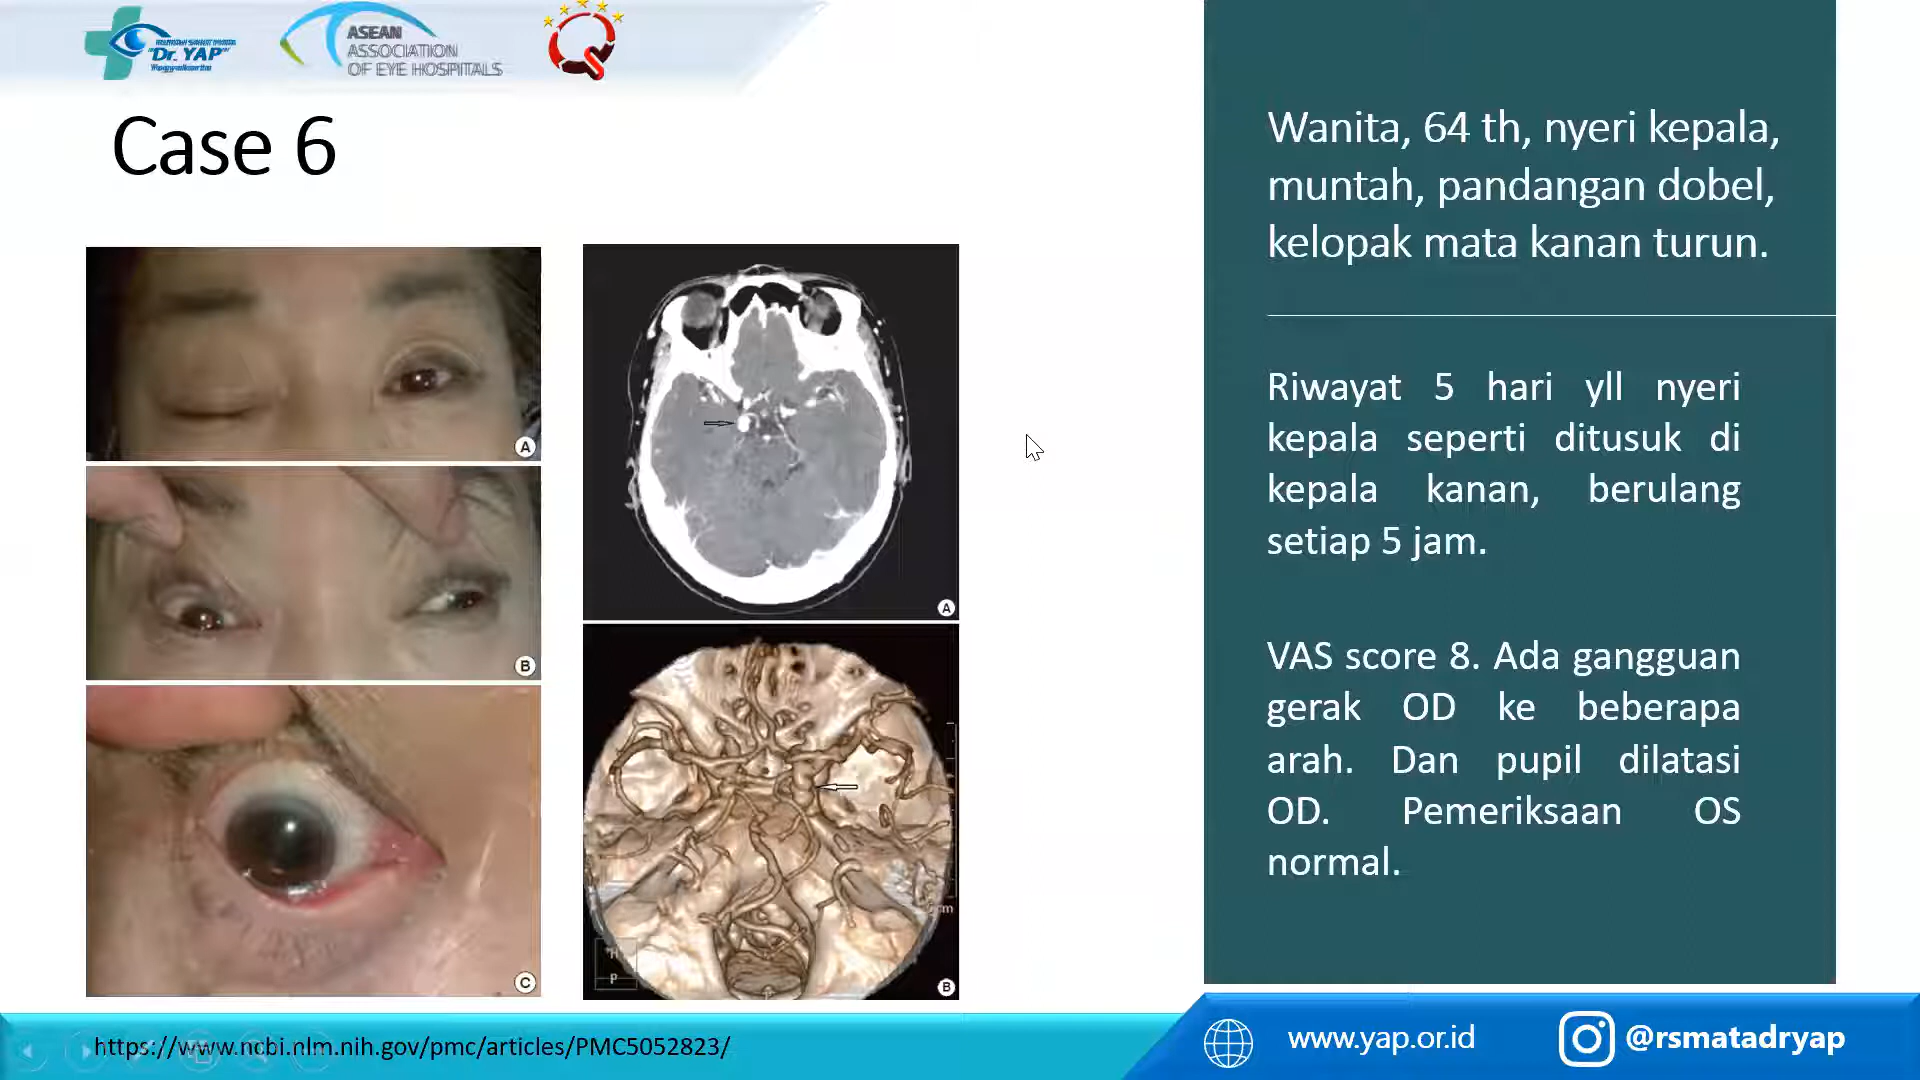 "Dr. YAP"
ASEAN
ASSOCIATION
OF EYE HOSPITALS
Case 6
A
B
C
A
B
Wanita, 64 th, nyeri kepala,
muntah, pandangan dobel,
kelopak mata kanan turun.
Riwayat 5 hari yll nyeri
kepala seperti ditusuk di
kepala kanan, berulang
setiap 5 jam.
VAS score 8. Ada gangguan
gerak OD ke beberapa
arah. Dan pupil dilatasi
OD. Pemeriksaan OS
normal.
https://www.ncbi.nlm.nih.gov/pmc/articles/PMC5052823/
www.yap.or.id
@rsmatadryap